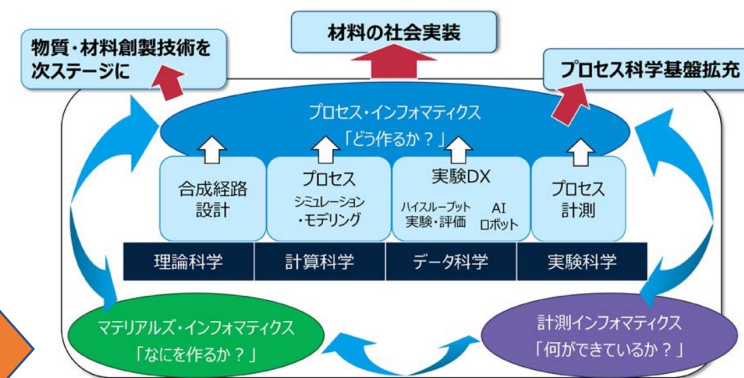 材料の社会実装
物質・材料創製技術を
次ステージに
プロセス科学基盤拡充
プロセス・インフォマティクス
「どう作るか？」
合成経路
設計
プロセス
シミュレーション
・モデリング
実験DX
ハイスループット
実験・評価
AI
ロボット
プロセス
計測
理論科学
計算科学
データ科学
実験科学
マテリアルズ・インフォマティクス
「なにを作るか？」
計測インフォマティクス
「何ができているか？」